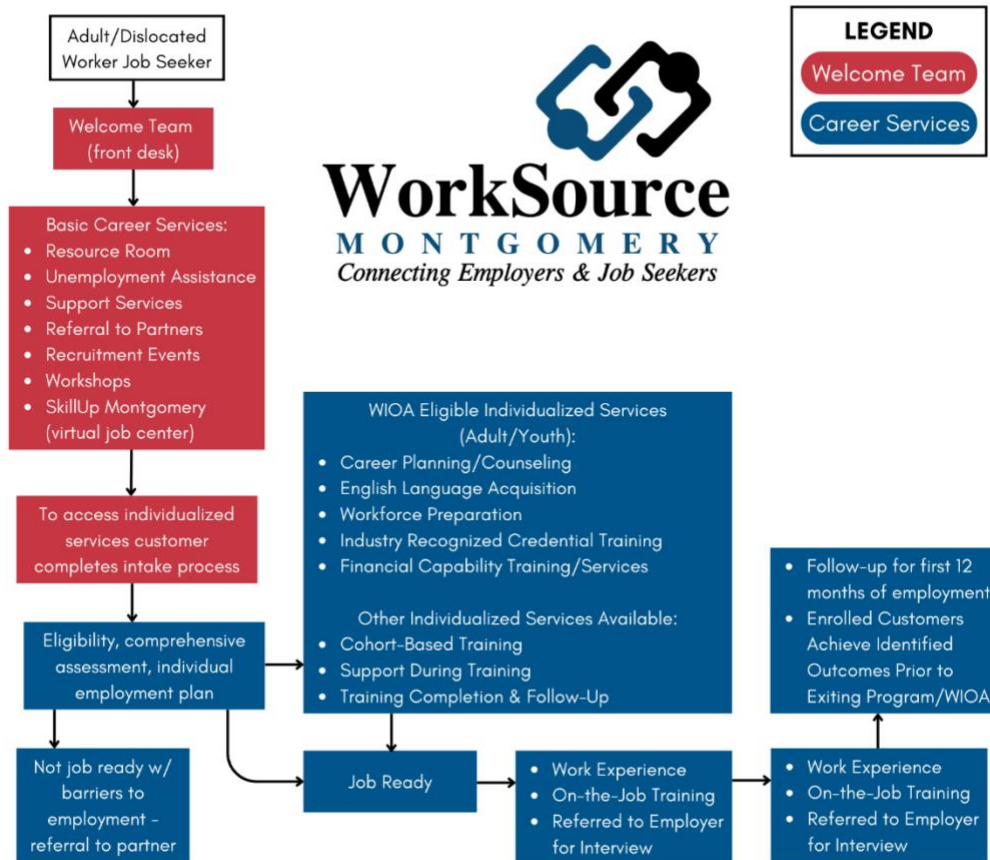 Adult/Dislocated
Worker Job Seeker
LEGEND
Welcome Team
Career Services
Welcome Team
(front desk)
WorkSource
MONTGOMERY
Connecting Employers & Job Seekers
Basic Career Services:
• Resource Room
• Unemployment Assistance
• Support Services
• Referral to Partners
• Recruitment Events
• Workshops
• SkillUp Montgomery
(virtual job center)
To access individualized
services customer
completes intake process
Eligibility, comprehensive
assessment, individual
employment plan
Not job ready w/
barriers to
employment -
referral to partner
WIOA Eligible Individualized Services
(Adult/Youth):
• Career Planning/Counseling
• English Language Acquisition
• Workforce Preparation
• Industry Recognized Credential Training
• Financial Capability Training/Services
Other Individualized Services Available:
• Cohort-Based Training
• Support During Training
• Training Completion & Follow-Up
Job Ready
• Work Experience
• On-the-Job Training
• Referred to Employer
for Interview
• Work Experience
• On-the-Job Training
• Referred to Employer
for Interview
• Follow-up for first 12
months of employment
• Enrolled Customers
Achieve Identified
Outcomes Prior to
Exiting Program/WIOA